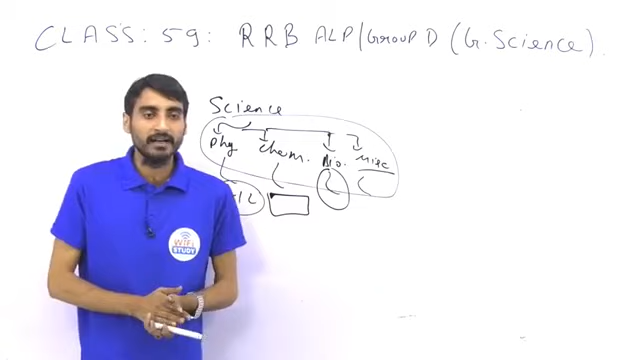 CLASS: 59: RRB ALP/GROUP D (G.Science).
Science
Phy Chem. Bio. Misc
WiFi
STUDY